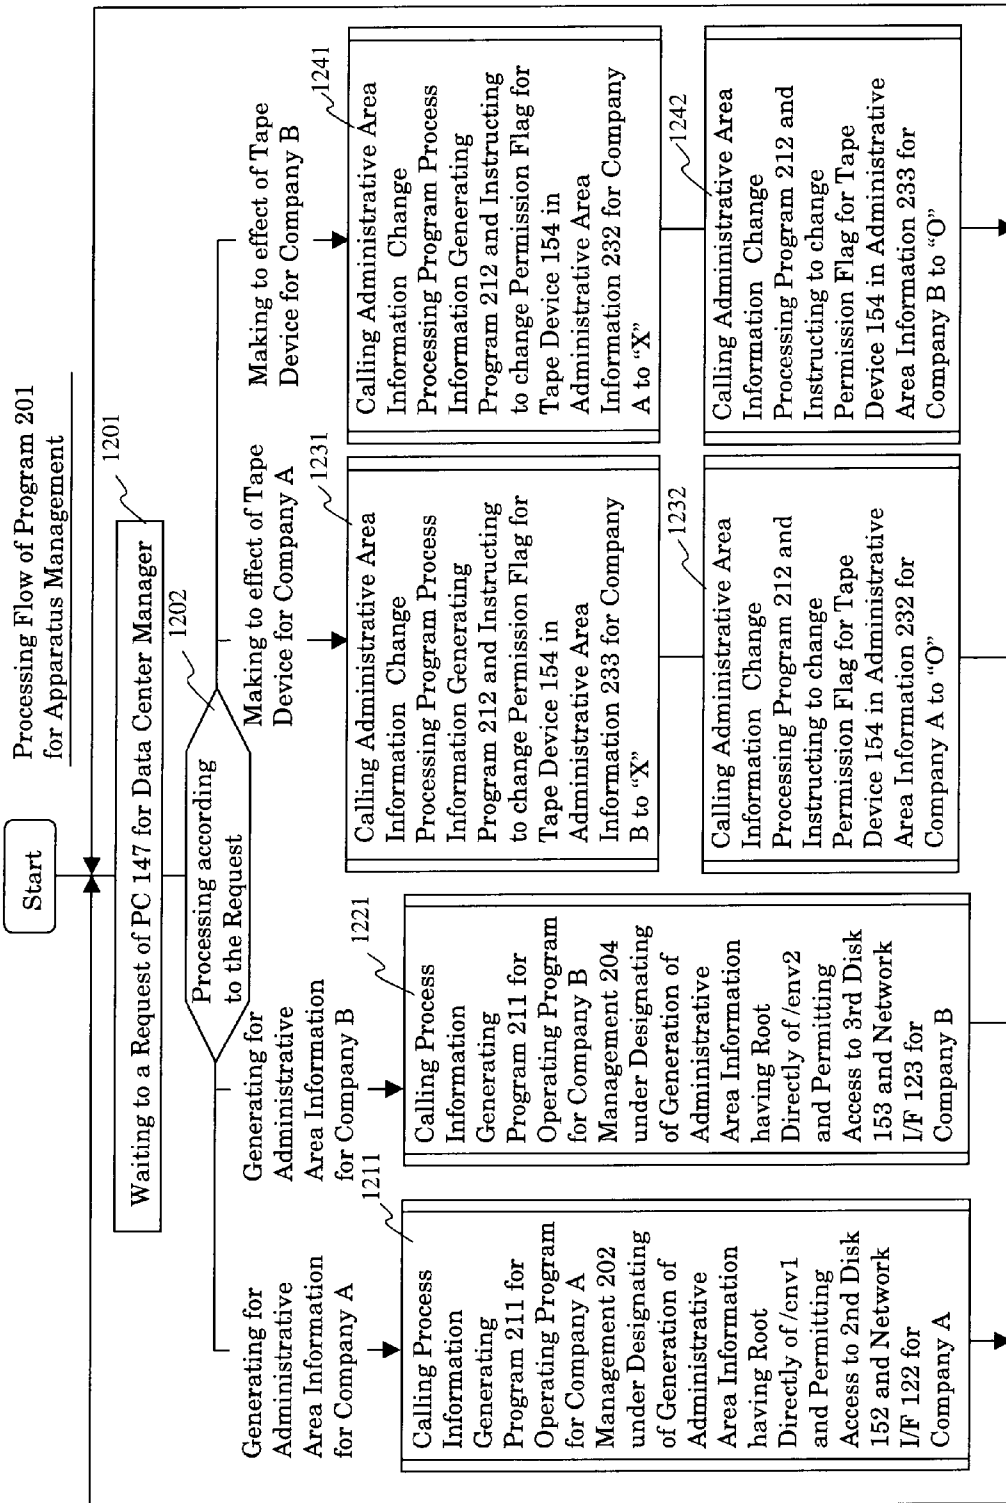 Processing Flow of Program 201
for Apparatus Management
Start
Waiting to a Request of PC 147 for Data Center Manager
1201
Processing according
to the Request
1202
Generating for
Administrative
Area Information
for Company A
Generating for
Administrative
Area Information
for Company B
Making to effect of Tape
Device for Company A
Making to effect of Tape
Device for Company B
1211
Calling Process
Information
Generating
Program 211 for
Operating Program
for Company A
Management 202
under Designating
of Generation of
Administrative
Area Information
having Root
Directly of /env1
and Permitting
Access to 2nd Disk
152 and Network
I/F 122 for
Company A
1221
Calling Process
Information
Generating
Program 211 for
Operating Program
for Company B
Management 204
under Designating
of Generation of
Administrative
Area Information
having Root
Directly of /env2
and Permitting
Access to 3rd Disk
153 and Network
I/F 123 for
Company B
1231
Calling Administrative Area
Information Change
Processing Program Process
Information Generating
Program 212 and Instructing
to change Permission Flag for
Tape Device 154 in
Administrative Area
Information 233 for Company
B to “X”
1232
Calling Administrative Area
Information Change
Processing Program 212 and
Instructing to change
Permission Flag for Tape
Device 154 in Administrative
Area Information 232 for
Company A to “O”
1241
Calling Administrative Area
Information Change
Processing Program Process
Information Generating
Program 212 and Instructing
to change Permission Flag for
Tape Device 154 in
Administrative Area
Information 232 for Company
A to “X”
1242
Calling Administrative Area
Information Change
Processing Program 212 and
Instructing to change
Permission Flag for Tape
Device 154 in Administrative
Area Information 233 for
Company B to “O”